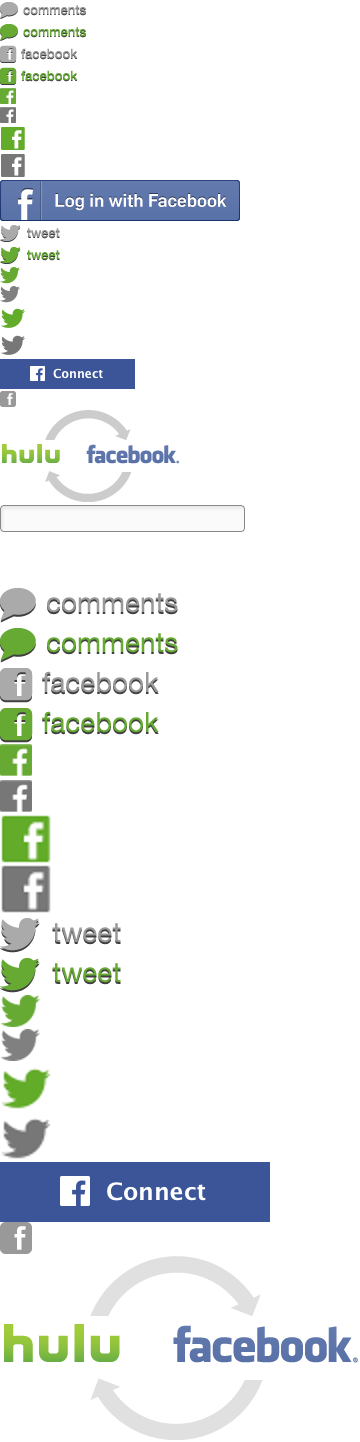 comments
comments
facebook
facebook
f
f
f
f
f Log in with Facebook
tweet
tweet
f Connect
f
hulu facebook.
comments
comments
f facebook
f facebook
f
f
f
f
tweet
tweet
f Connect
f
hulu facebook.®